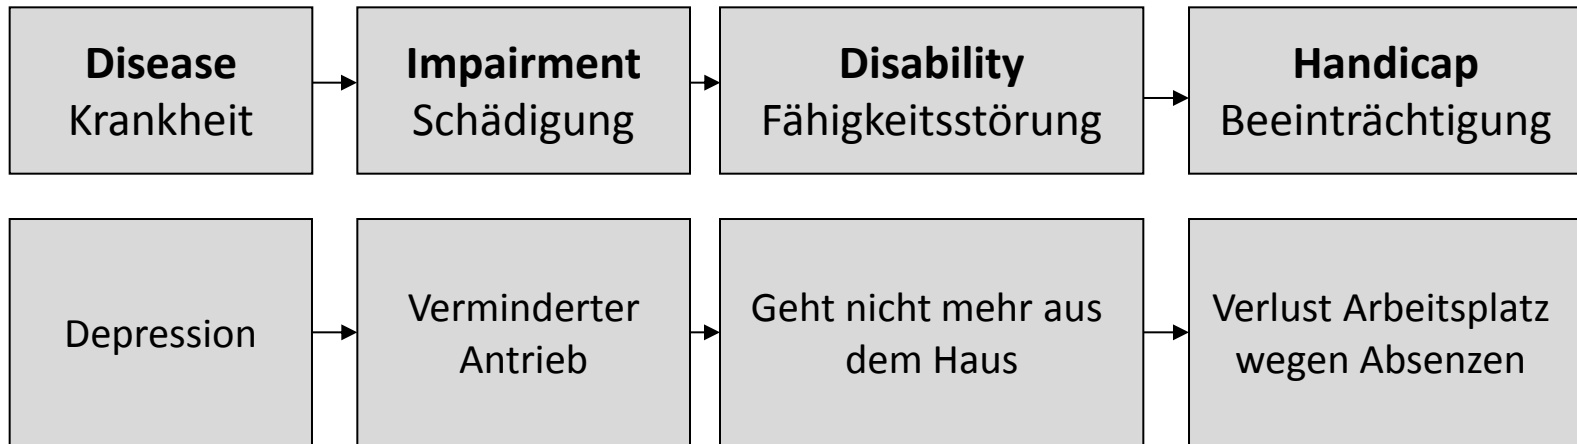 Disease
Krankheit
Impairment
Schädigung
Disability
Fähigkeitsstörung
Handicap
Beeinträchtigung
Depression
Verminderter
Antrieb
Geht nicht mehr aus
dem Haus
Verlust Arbeitsplatz
wegen Absenzen